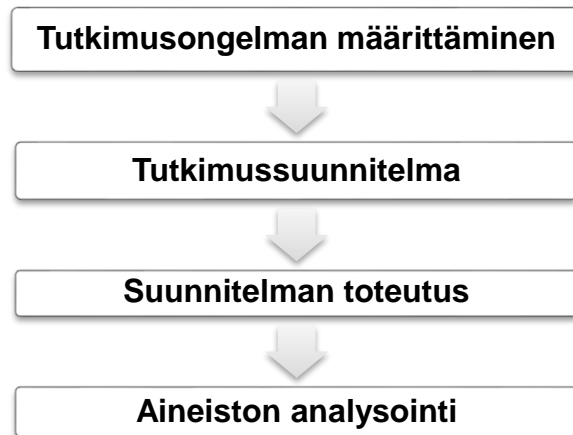 Tutkimusongelman määrittäminen
Tutkimussuunnitelma
Suunnitelman toteutus
Aineiston analysointi